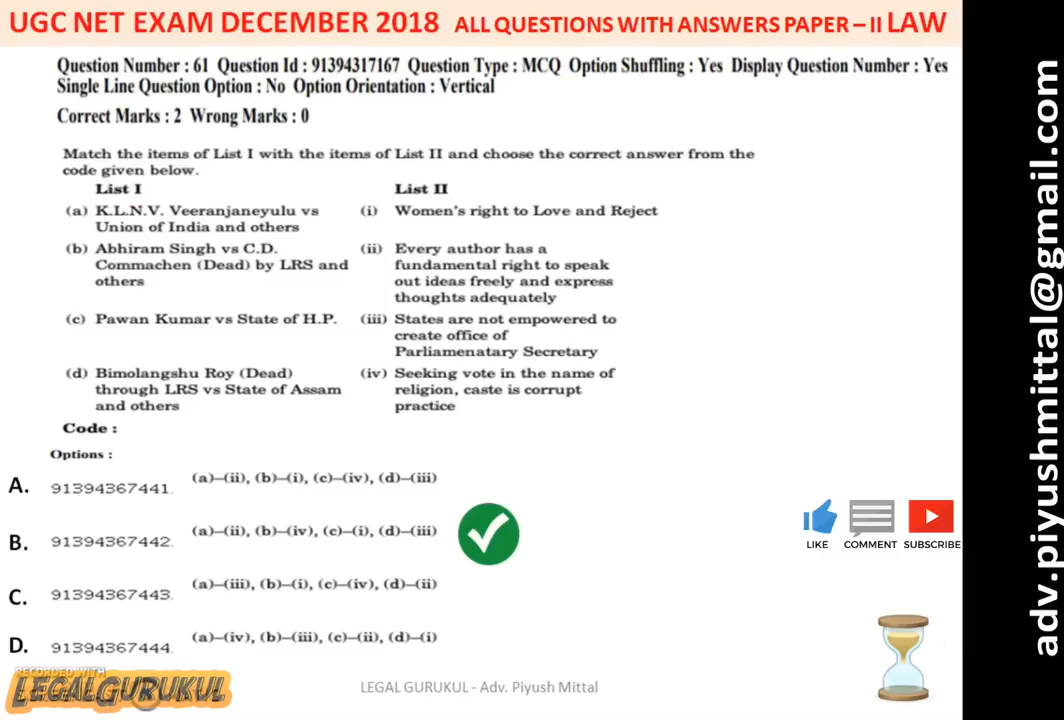 UGC NET EXAM DECEMBER 2018 ALL QUESTIONS WITH ANSWERS PAPER – II LAW
Question Number : 61 Question Id : 91394317167 Question Type : MCQ Option Shuffling : Yes Display Question Number : Yes
Single Line Question Option : No Option Orientation : Vertical
Correct Marks : 2 Wrong Marks : 0
Match the items of List I with the items of List II and choose the correct answer from the
code given below.
List I List II
(a) K.L.N.V. Veeranjaneyulu vs (i) Women's right to Love and Reject
Union of India and others
(b) Abhiram Singh vs C.D. (ii) Every author has a
Commachen (Dead) by LRS and fundamental right to speak
others out ideas freely and express
thoughts adequately
(c) Pawan Kumar vs State of H.P. (iii) States are not empowered to
create office of
Parliamenatary Secretary
(d) Bimolangshu Roy (Dead) (iv) Seeking vote in the name of
through LRS vs State of Assam religion, caste is corrupt
and others practice
Code :
Options :
A. 91394367441. (a)–(ii), (b)–(i), (c)–(iv), (d)–(iii)
B. 91394367442. (a)–(ii), (b)–(iv), (c)–(i), (d)–(iii)
C. 91394367443. (a)–(iii), (b)–(i), (c)–(iv), (d)–(ii)
D. 91394367444. (a)–(iv), (b)–(iii), (c)–(ii), (d)–(i)
LIKE COMMENT SUBSCRIBE
RECORDED WITH
LEGALGURUKUL
LEGAL GURUKUL - Adv. Piyush Mittal
adv.piyushmittal@gmail.com